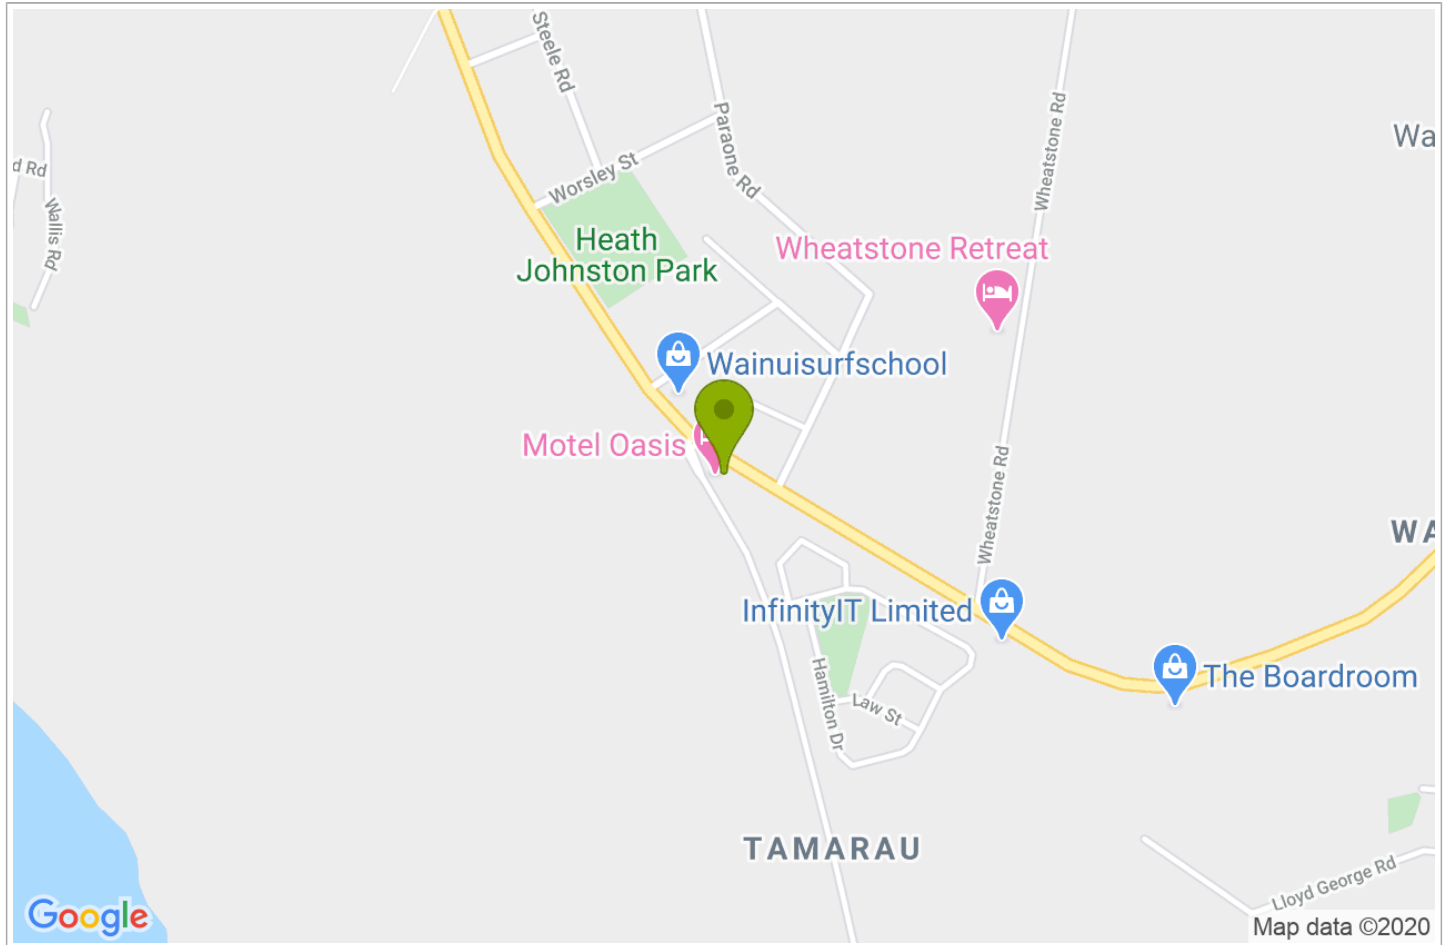 Steele Rd
Paraone Rd
Wheatstone Rd
Wa
d Rd
Worsley St
Wallis Rd
Heath
Johnston Park
Wheatstone Retreat
Wainuisurfschool
Motel Oasis
Wheatstone Rd
WA
InfinityIT Limited
Hamilton Dr
Law St
The Boardroom
TAMARAU
Lloyd George Rd
Google
Map data ©2020